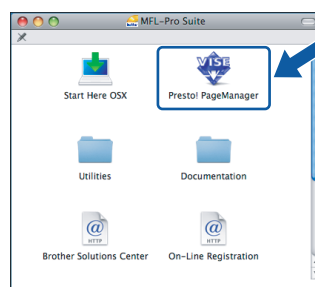 MFL-Pro Suite
VISE
Start Here OSX
Presto! PageManager
Utilities
Documentation
@
HTTP
@
HTTP
Brother Solutions Center
On-Line Registration